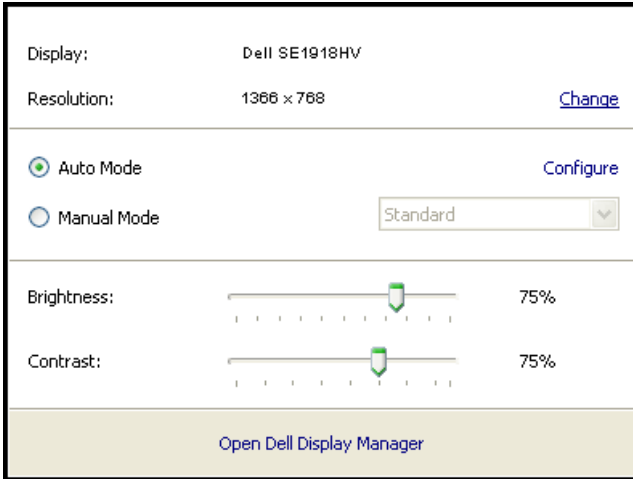 Display: Dell SE1918HV
Resolution: 1366 x 768 Change
Auto Mode Configure
Manual Mode Standard
Brightness: 75%
Contrast: 75%
Open Dell Display Manager